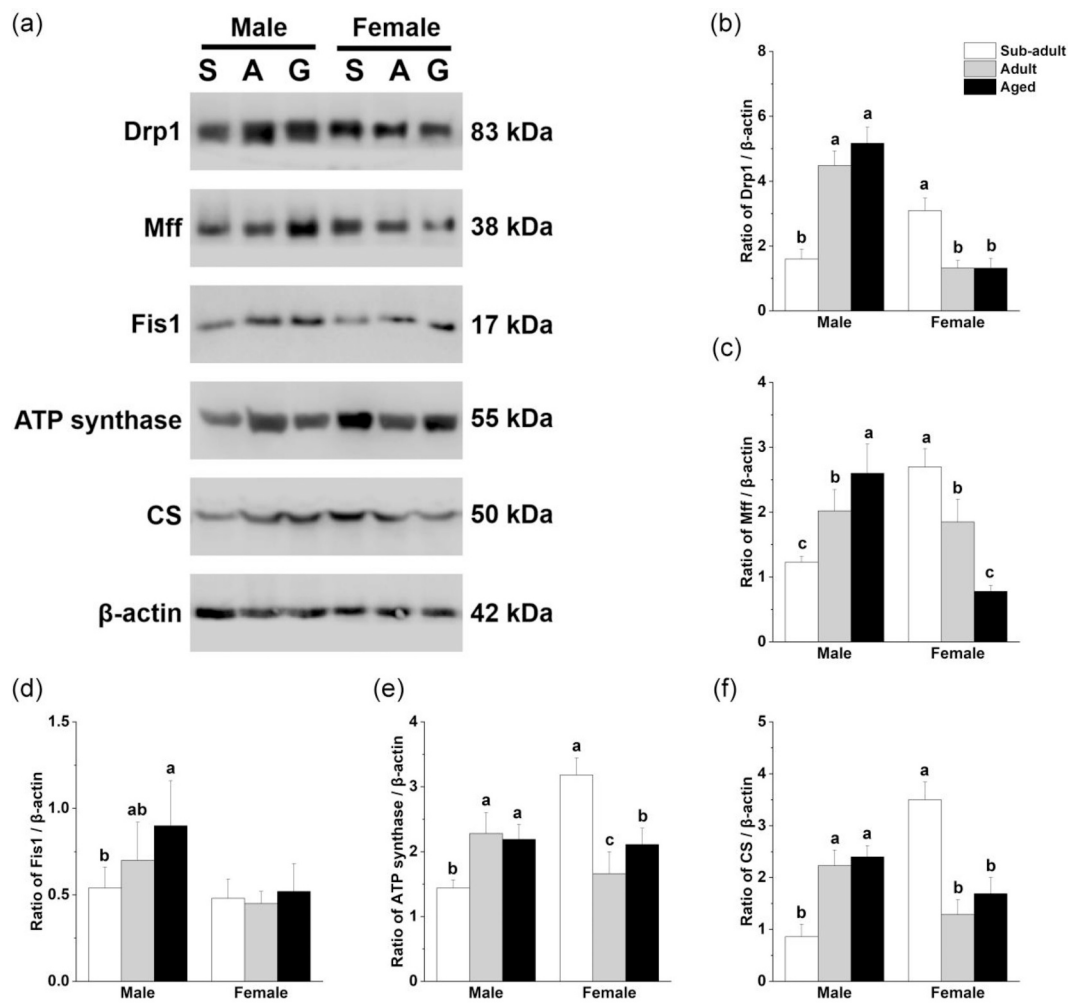 (a)
Male Female
S A G S A G
Drp1 83 kDa
Mff 38 kDa
Fis1 17 kDa
ATP synthase 55 kDa
CS 50 kDa
β-actin 42 kDa
(b)
Sub-adult
Adult
Aged
Ratio of Drp1 / β-actin
8
6
4
2
0
b a a a b b
Male Female
(c)
Ratio of Mff / β-actin
4
3
2
1
0
c b a a b c
Male Female
(d)
Ratio of Fis1 / β-actin
1.5
1.0
0.5
0.0
b ab a
Male Female
(e)
Ratio of ATP synthase / β-actin
4
3
2
1
0
b a a a c b
Male Female
(f)
Ratio of CS / β-actin
5
4
3
2
1
0
b a a a b b
Male Female